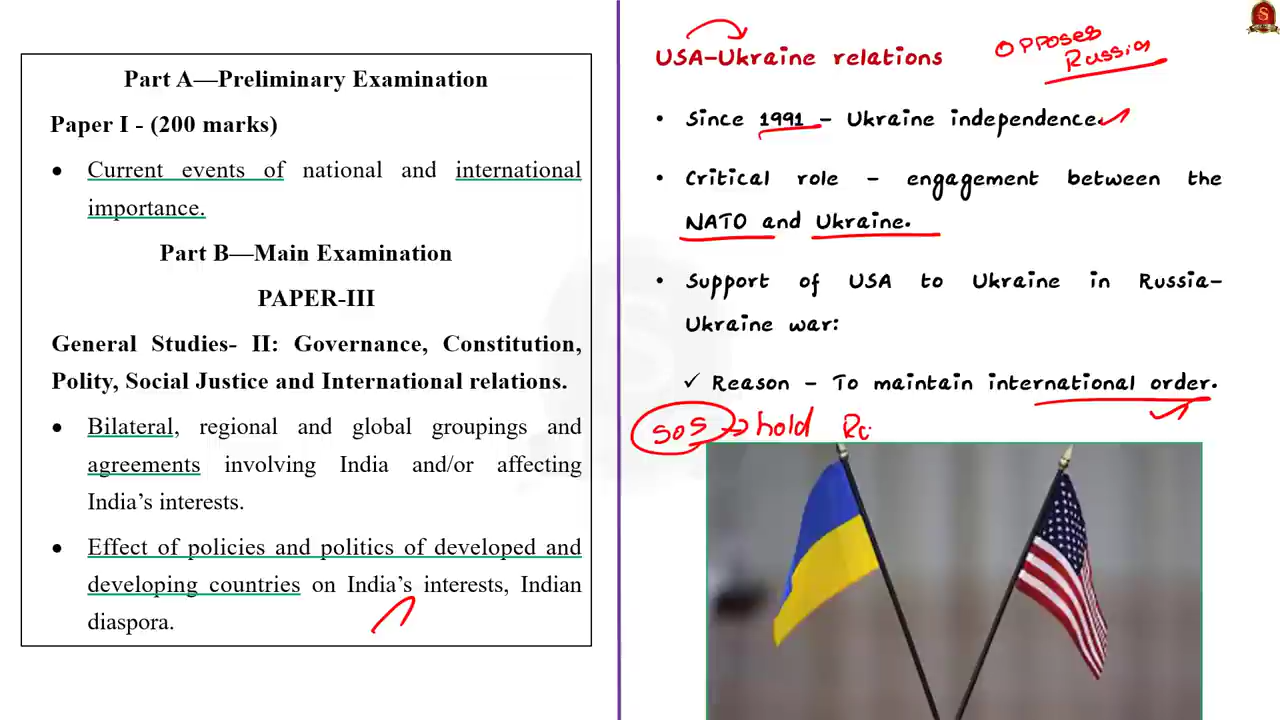 Part A—Preliminary Examination
Paper I - (200 marks)
• Current events of national and international
importance.
Part B—Main Examination
PAPER-III
General Studies- II: Governance, Constitution,
Polity, Social Justice and International relations.
• Bilateral, regional and global groupings and
agreements involving India and/or affecting
India's interests.
• Effect of policies and politics of developed and
developing countries on India's interests, Indian
diaspora.
USA-Ukraine relations
Opposes
Russia
• Since 1991 - Ukraine independence.
• Critical role - engagement between the
NATO and Ukraine.
• Support of USA to Ukraine in Russia-
Ukraine war:
✓ Reason - To maintain international order.
SOS → hold